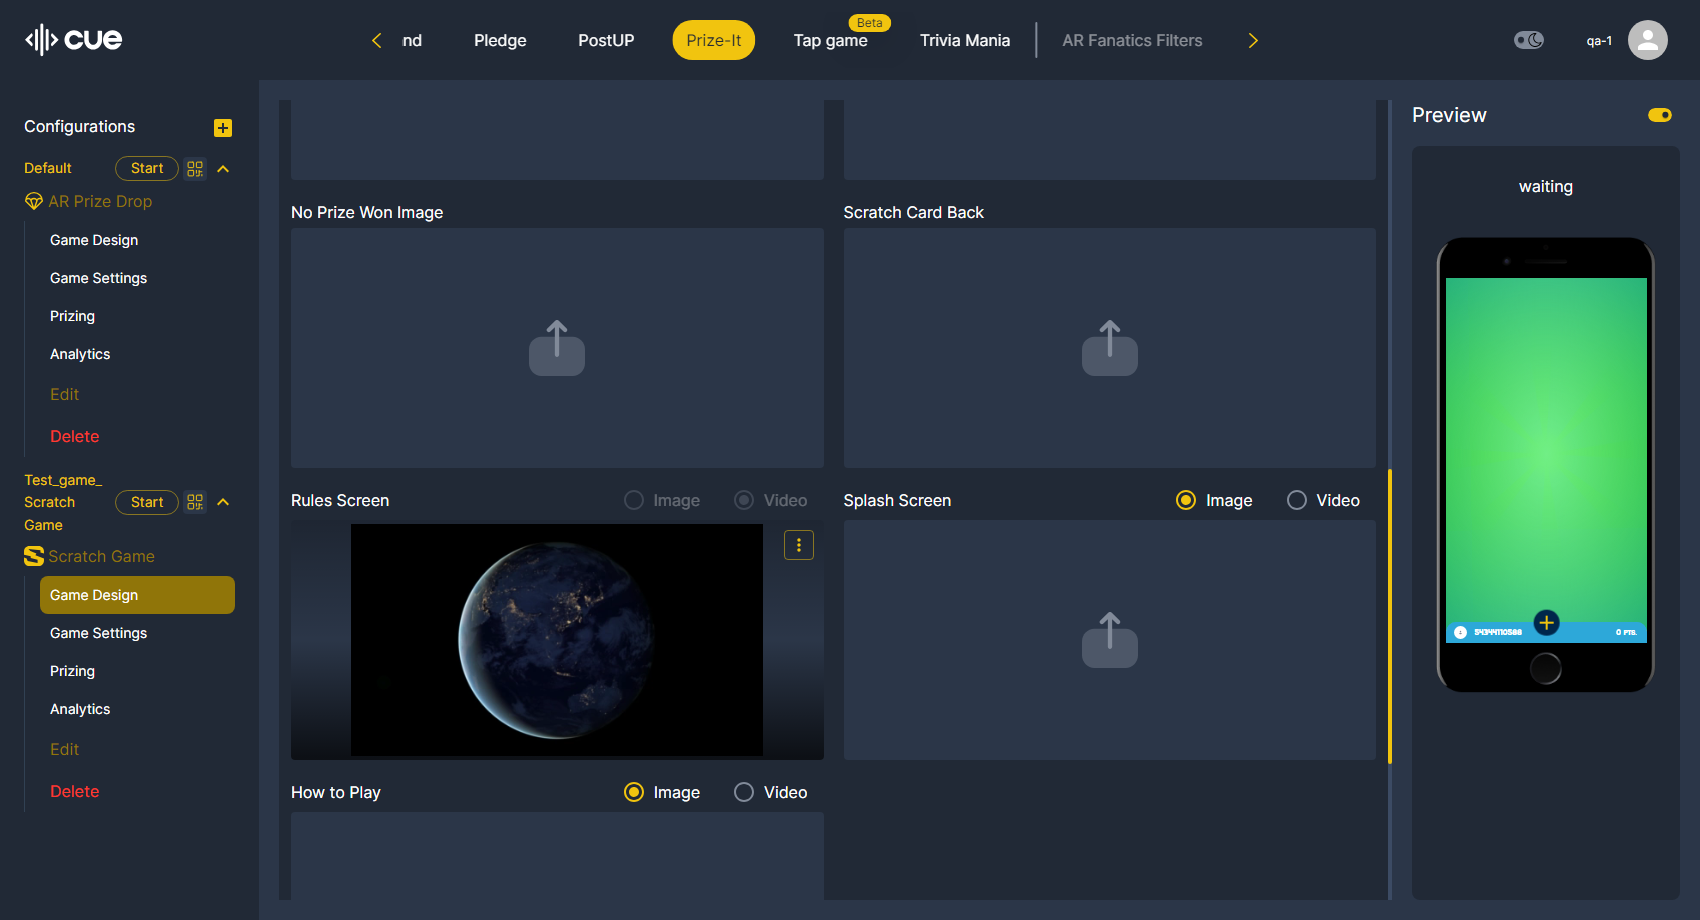 cue
nd
Pledge
PostUP
Prize-It
Beta
Tap game
Trivia Mania
AR Fanatics Filters
qa-1
Configurations
Default
Start
AR Prize Drop
Game Design
Game Settings
Prizing
Analytics
Edit
Delete
Test_game_
Scratch
Game
Start
Scratch Game
Game Design
Game Settings
Prizing
Analytics
Edit
Delete
No Prize Won Image
Scratch Card Back
Rules Screen
Image
Video
Splash Screen
Image
Video
How to Play
Image
Video
Preview
waiting
0 PTS.